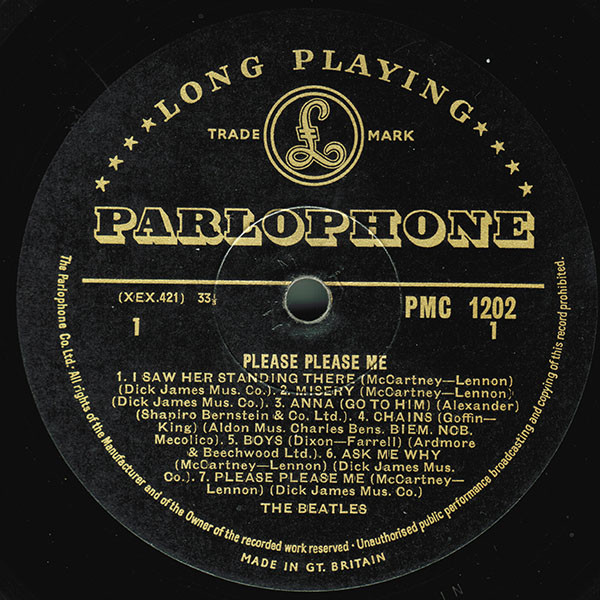 LONG PLAYING
TRADE £ MARK
PARLOPHONE
(XEX.421) 33⅓
PMC 1202
1
1
PLEASE PLEASE ME
1. I SAW HER STANDING THERE (McCartney—Lennon)
(Dick James Mus. Co.). 2. MISERY (McCartney—Lennon)
(Dick James Mus. Co.). 3. ANNA (GO TO HIM) (Alexander)
(Shapiro Bernstein & Co. Ltd.). 4. CHAINS (Goffin—
King) (Aldon Mus. Charles Bens. BIEM. NCB.
Mecolico). 5. BOYS (Dixon—Farrell) (Ardmore
& Beechwood Ltd.). 6. ASK ME WHY
(McCartney—Lennon) (Dick James Mus.
Co.). 7. PLEASE PLEASE ME (McCartney—
Lennon) (Dick James Mus. Co.)
THE BEATLES
The Parlophone Co. Ltd. All rights of the Manufacturer and of the Owner of the recorded work reserved · Unauthorised public performance broadcasting and copying of this record prohibited.
MADE IN GT. BRITAIN